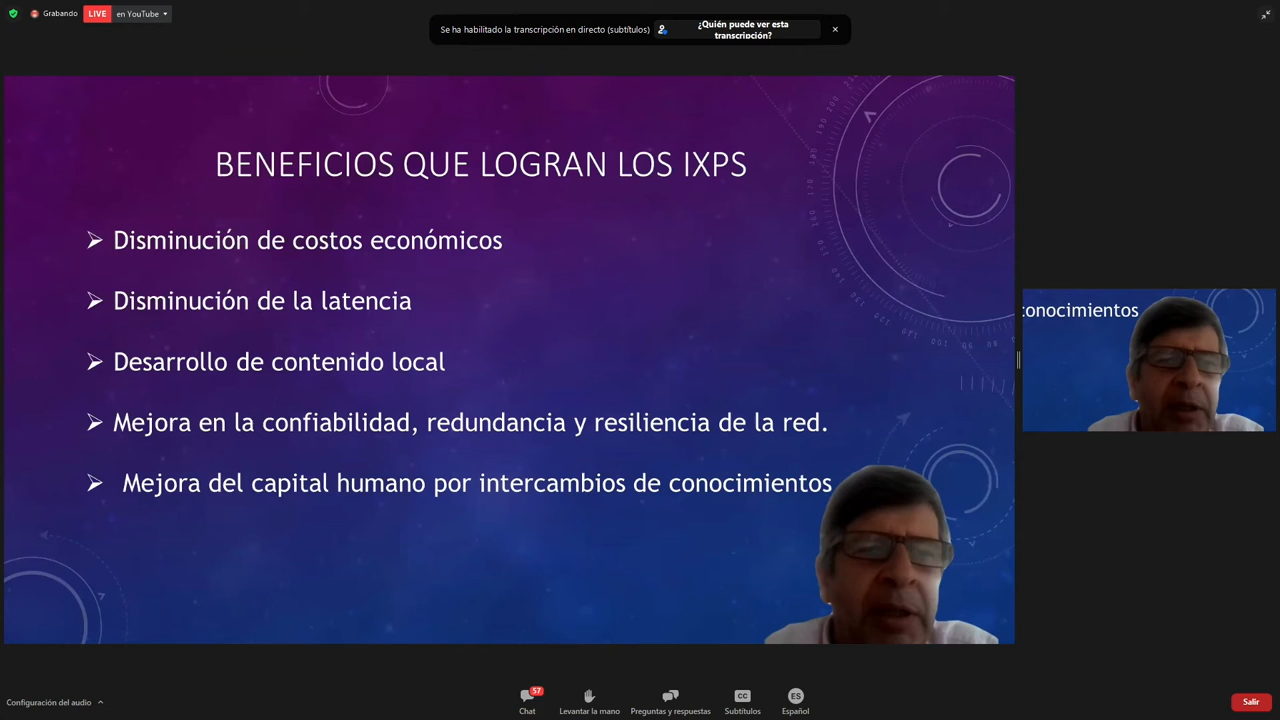 Grabando
LIVE en YouTube
Se ha habilitado la transcripción en directo (subtítulos)
¿Quién puede ver esta
transcripción?
BENEFICIOS QUE LOGRAN LOS IXPS
Disminución de costos económicos
Disminución de la latencia
Desarrollo de contenido local
Mejora en la confiabilidad, redundancia y resiliencia de la red.
Mejora del capital humano por intercambios de conocimientos
conocimientos
Configuración del audio
57
Chat
Levantar la mano
Preguntas y respuestas
CC
Subtítulos
ES
Español
Salir